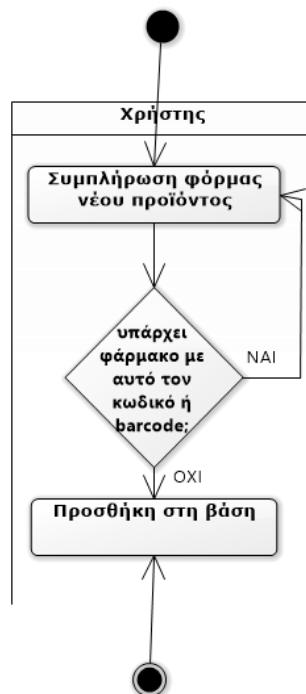 Χρήστης
Συμπλήρωση φόρμας
νέου προϊόντος
υπάρχει
φάρμακο με
αυτό τον
κωδικό ή
barcode;
ΝΑΙ
ΟΧΙ
Προσθήκη στη βάση